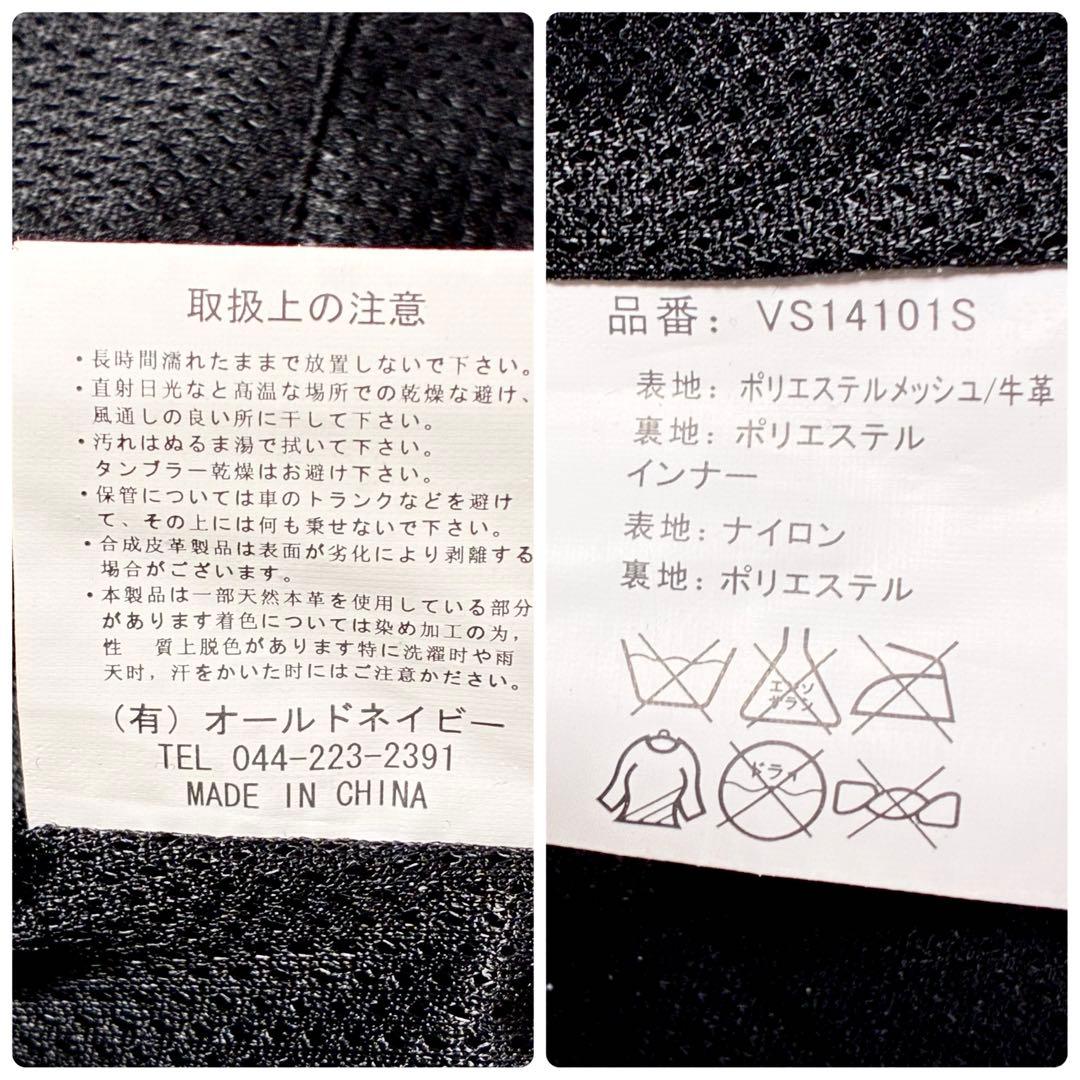 取扱上の注意
・長時間濡れたままで放置しないで下さい。
・直射日光なと高温な場所での乾燥な避け、
風通しの良い所に干して下さい。
・汚れはぬるま湯で拭いて下さい。
タンブラー乾燥はお避け下さい。
・保管については車のトランクなどを避け
て、その上には何も乗せないで下さい。
・合成皮革製品は表面が劣化により剥離する
場合がございます。
・本製品は一部天然本革を使用している部分
があります着色については染め加工の为，
性 質上脱色があります特に洗濯时や雨
天时，汗をかいた时にはご注意かださい。
（有）オールドネイビー
TEL 044-223-2391
MADE IN CHINA
品番：VS14101S
表地：ポリエステルメッシュ/牛革
裏地：ポリエステル
インナー
表地：ナイロン
裏地：ポリエステル
エンソ
サラシ
ドライ